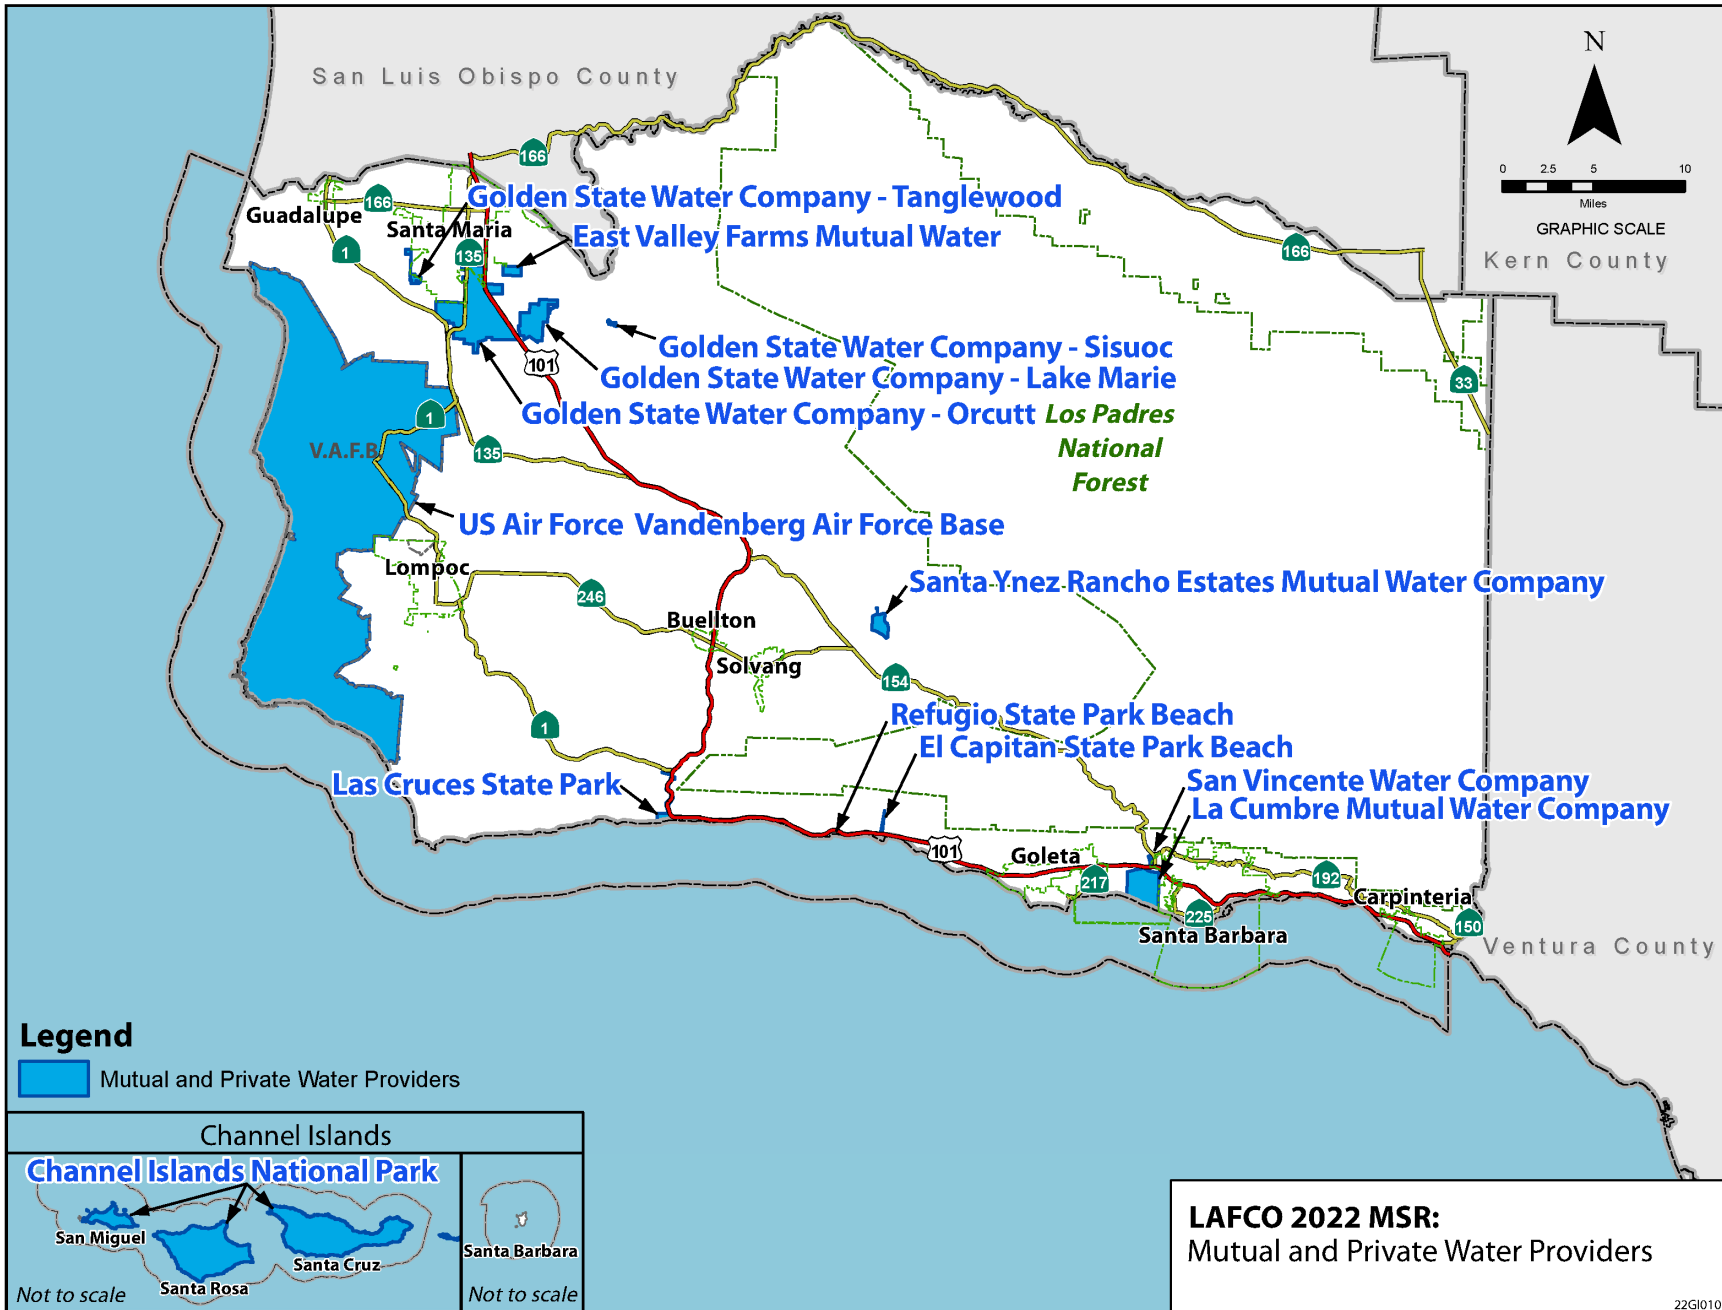 San Luis Obispo County
N
0 2.5 5 10
Miles
GRAPHIC SCALE
Kern County
166
Golden State Water Company - Tanglewood
166
Guadalupe
Santa Maria
East Valley Farms Mutual Water
1
135
166
Golden State Water Company - Sisuoc
101
Golden State Water Company - Lake Marie
33
Golden State Water Company - Orcutt
Los Padres
National
Forest
1
V.A.F.B.
135
US Air Force Vandenberg Air Force Base
Lompoc
Santa Ynez Rancho Estates Mutual Water Company
246
Buellton
Solvang
154
Refugio State Park Beach
1
El Capitan State Park Beach
Las Cruces State Park
San Vincente Water Company
La Cumbre Mutual Water Company
101
Goleta
217
192
Carpinteria
225
150
Santa Barbara
Ventura County
Legend
Mutual and Private Water Providers
Channel Islands
Channel Islands National Park
San Miguel
Santa Rosa
Santa Cruz
Santa Barbara
Not to scale
Not to scale
LAFCO 2022 MSR:
Mutual and Private Water Providers
22GI010